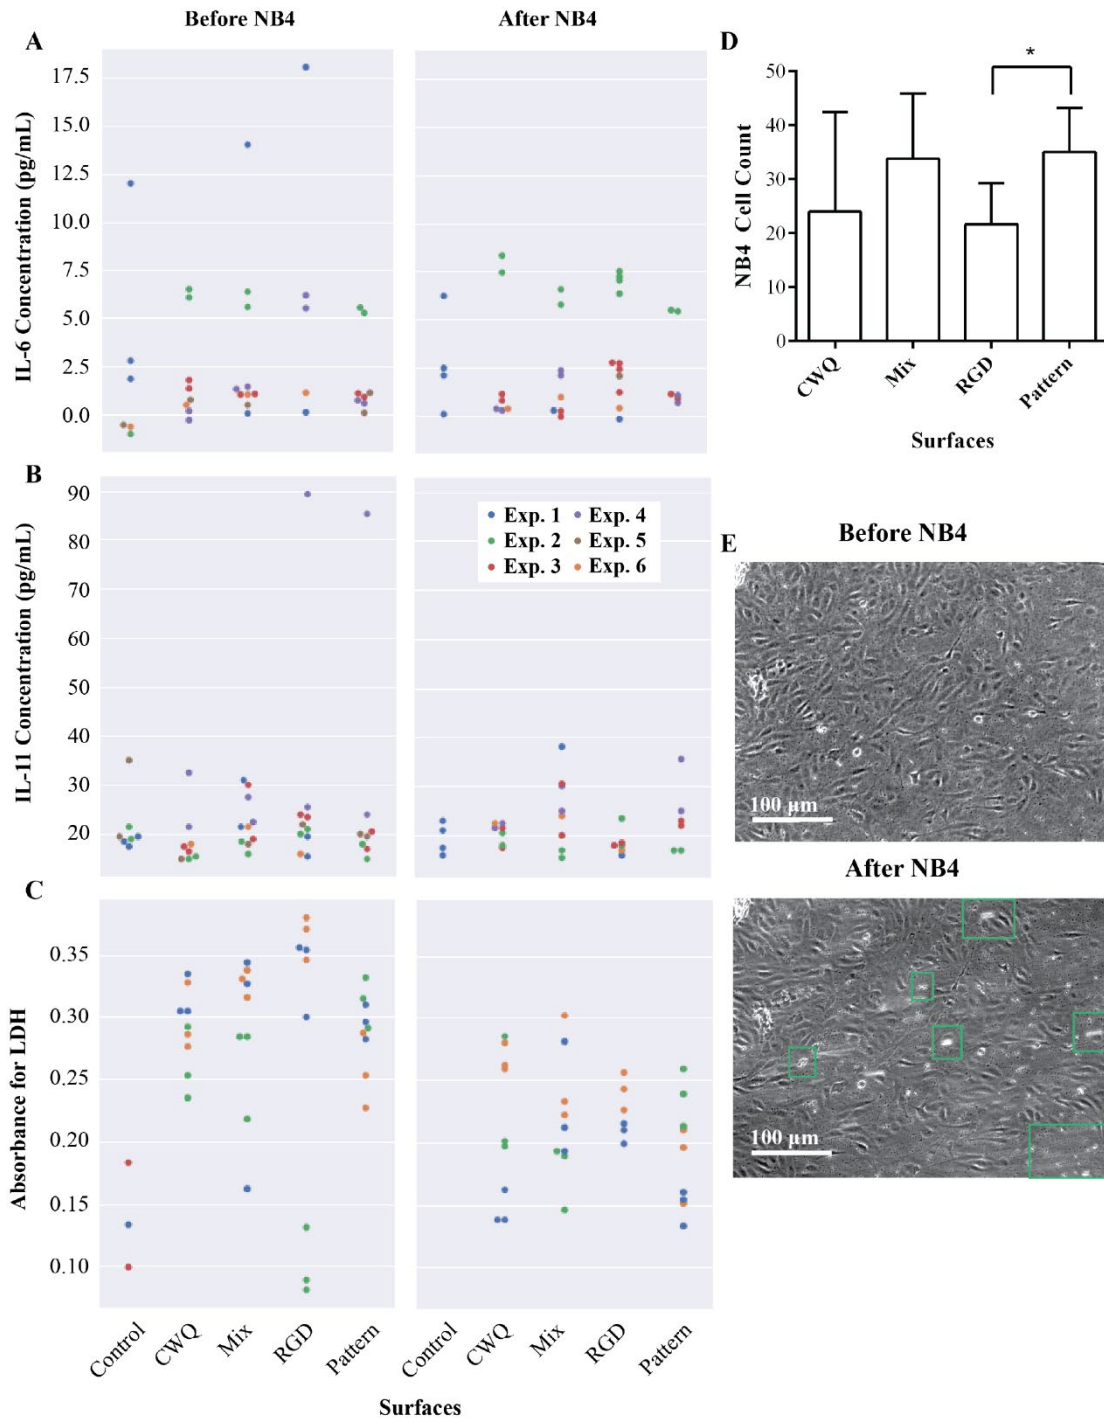 Before NB4
After NB4
A
IL-6 Concentration (pg/mL)
17.5
15.0
12.5
10.0
7.5
5.0
2.5
0.0
B
IL-11 Concentration (pg/mL)
90
80
70
60
50
40
30
20
Exp. 1
Exp. 4
Exp. 2
Exp. 5
Exp. 3
Exp. 6
C
Absorbance for LDH
0.35
0.30
0.25
0.20
0.15
0.10
Control
CWQ
Mix
RGD
Pattern
Control
CWQ
Mix
RGD
Pattern
Surfaces
D
*
NB4 Cell Count
50
40
30
20
10
0
CWQ
Mix
RGD
Pattern
Surfaces
E
Before NB4
100 µm
After NB4
100 µm